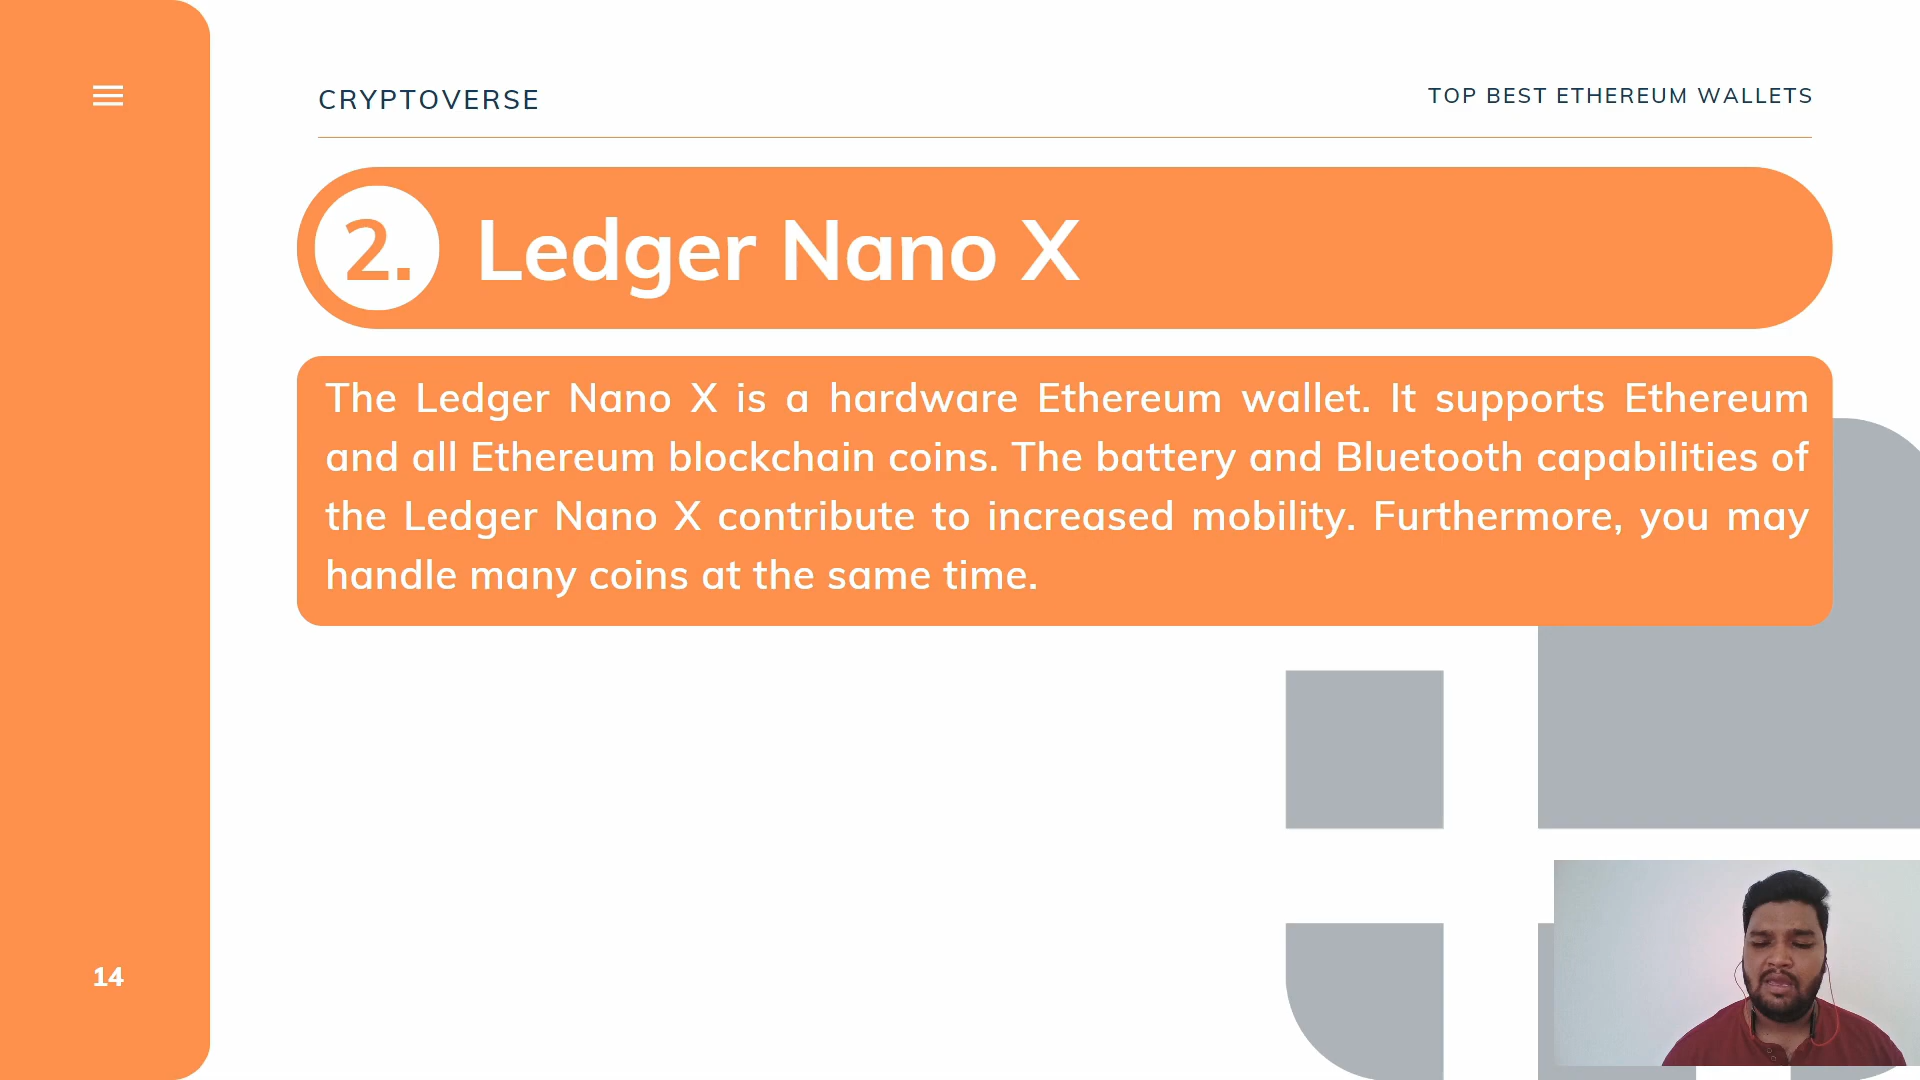 CRYPTOVERSE
TOP BEST ETHEREUM WALLETS
2. Ledger Nano X
The Ledger Nano X is a hardware Ethereum wallet. It supports Ethereum
and all Ethereum blockchain coins. The battery and Bluetooth capabilities of
the Ledger Nano X contribute to increased mobility. Furthermore, you may
handle many coins at the same time.
14